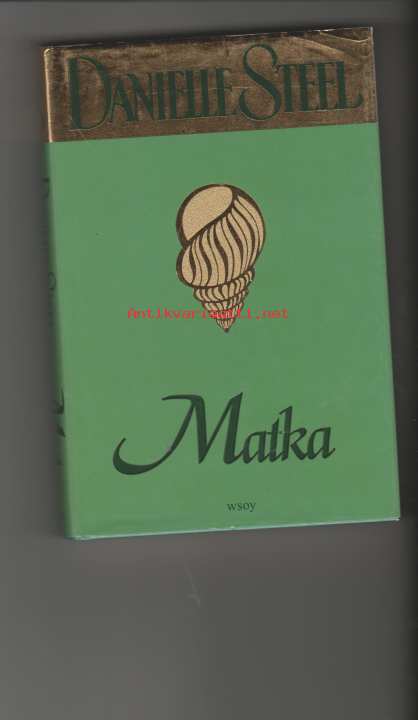 DANIELLE STEEL
Antikvariaatti.net
Matka
wsoy